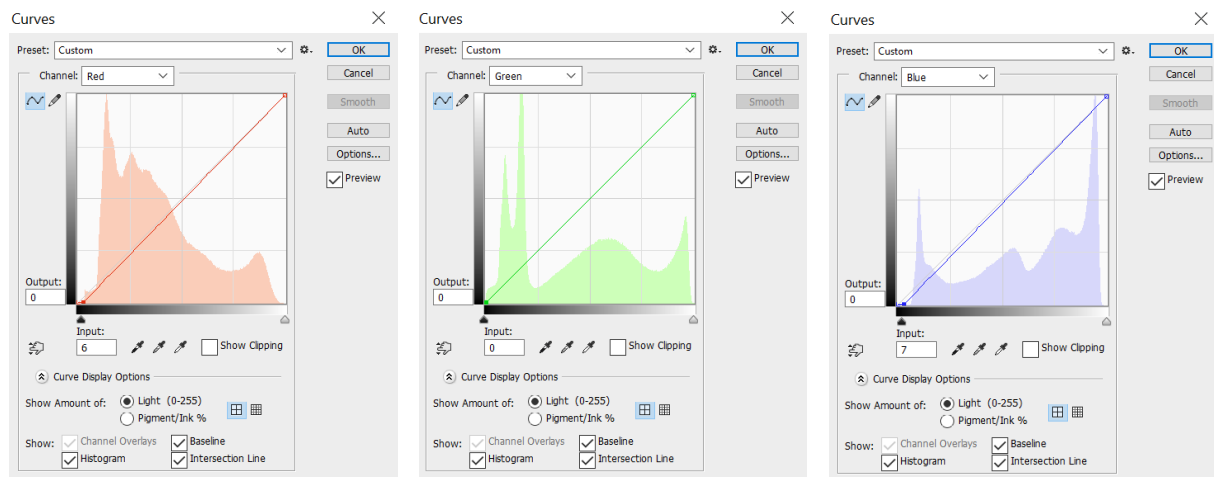 Curves
Preset: Custom
OK
Channel: Red
Cancel
Smooth
Auto
Options...
Preview
Output:
0
Input:
6
Show Clipping
Curve Display Options
Show Amount of: Light (0-255)
Pigment/Ink %
Show: Channel Overlays Baseline
Histogram Intersection Line
Curves
Preset: Custom
OK
Channel: Green
Cancel
Smooth
Auto
Options...
Preview
Output:
0
Input:
0
Show Clipping
Curve Display Options
Show Amount of: Light (0-255)
Pigment/Ink %
Show: Channel Overlays Baseline
Histogram Intersection Line
Curves
Preset: Custom
OK
Channel: Blue
Cancel
Smooth
Auto
Options...
Preview
Output:
0
Input:
7
Show Clipping
Curve Display Options
Show Amount of: Light (0-255)
Pigment/Ink %
Show: Channel Overlays Baseline
Histogram Intersection Line